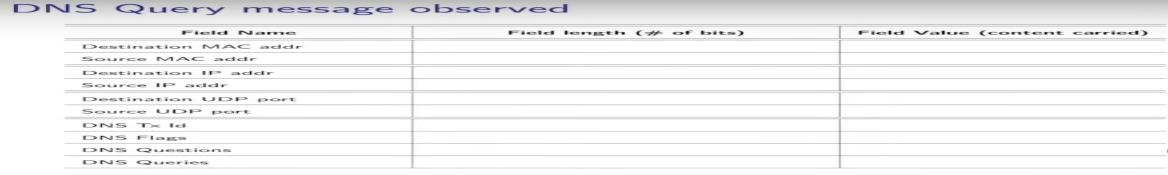 DNS Query message observed
Field Name Field length (# of bits) Field Value (content carried)
Destination MAC addr
Source MAC addr
Destination IP addr
Source IP addr
Destination UDP port
Source UDP port
DNS Tx Id
DNS Flags
DNS Questions
DNS Queries